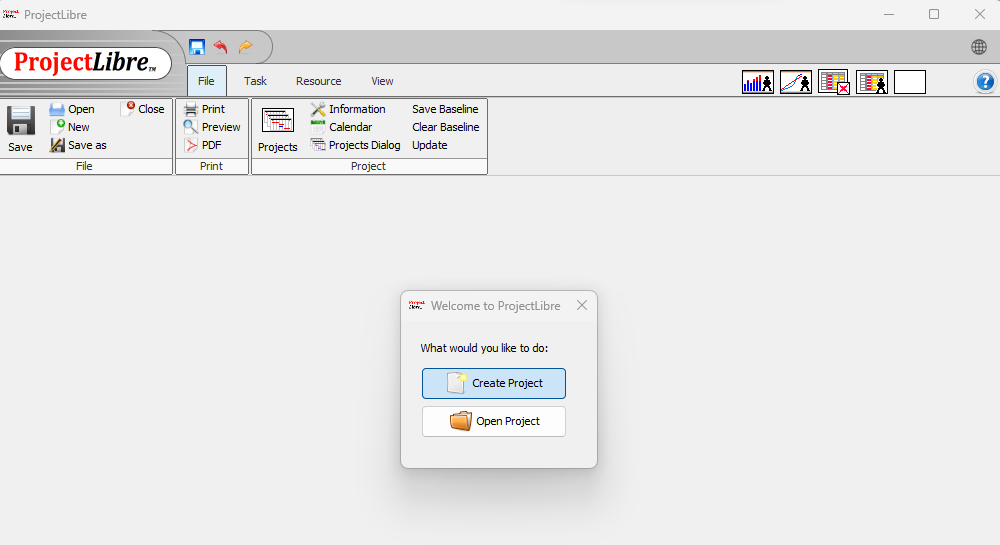 ProjectLibre
ProjectLibre™
File Task Resource View
Save
Open
New
Save as
Close
File
Print
Preview
PDF
Print
Projects
Information
Calendar
Projects Dialog
Save Baseline
Clear Baseline
Update
Project
?
Welcome to ProjectLibre
What would you like to do:
Create Project
Open Project